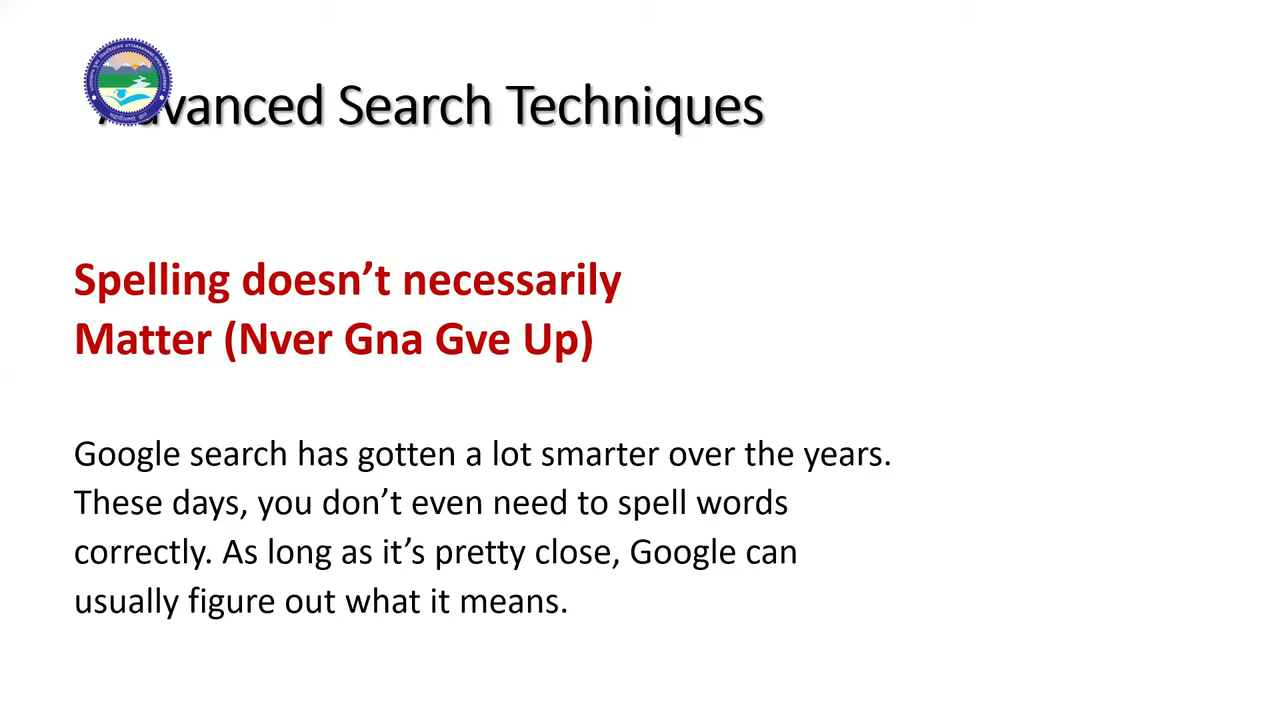 Advanced Search Techniques
Spelling doesn’t necessarily
Matter (Nver Gna Gve Up)
Google search has gotten a lot smarter over the years.
These days, you don’t even need to spell words
correctly. As long as it’s pretty close, Google can
usually figure out what it means.